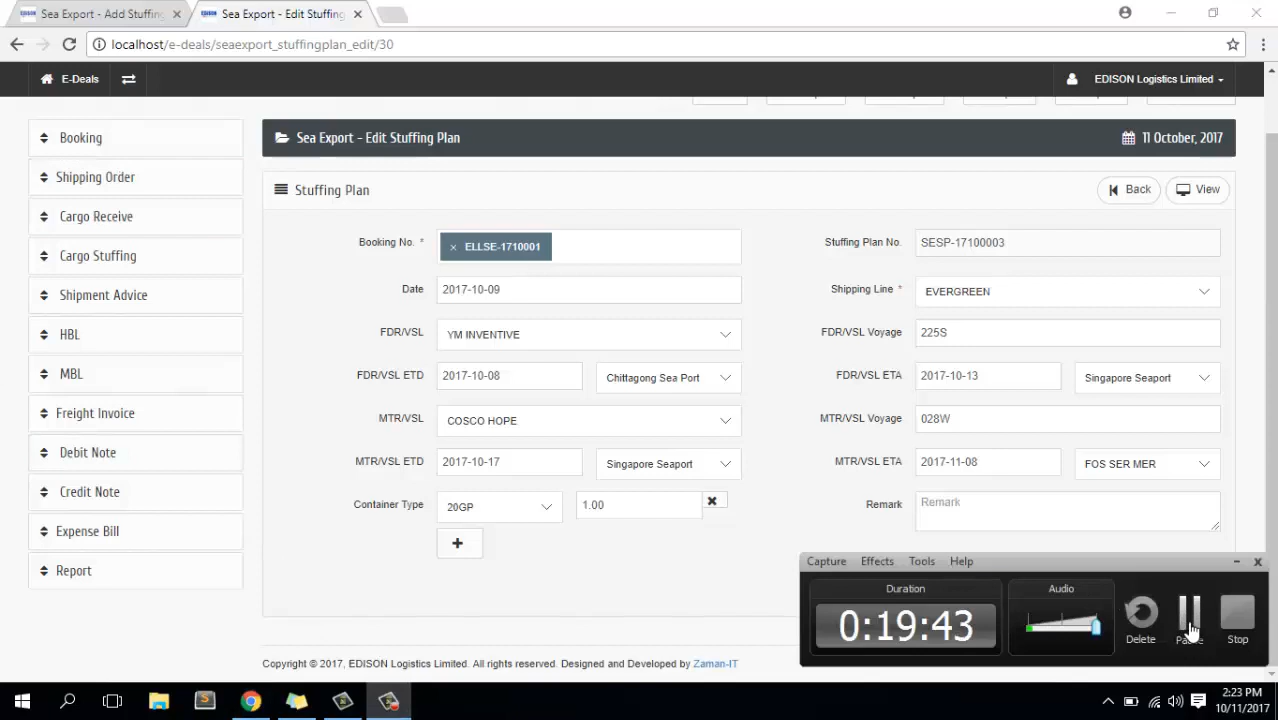 Sea Export - Add Stuffing
Sea Export - Edit Stuffing
localhost/e-deals/seaexport_stuffingplan_edit/30
E-Deals
EDISON Logistics Limited
Booking
Shipping Order
Cargo Receive
Cargo Stuffing
Shipment Advice
HBL
MBL
Freight Invoice
Debit Note
Credit Note
Expense Bill
Report
Sea Export - Edit Stuffing Plan
11 October, 2017
Stuffing Plan
Back
View
Booking No. *
× ELLSE-1710001
Stuffing Plan No.
SESP-17100003
Date
2017-10-09
Shipping Line *
EVERGREEN
FDR/VSL
YM INVENTIVE
FDR/VSL Voyage
225S
FDR/VSL ETD
2017-10-08
Chittagong Sea Port
FDR/VSL ETA
2017-10-13
Singapore Seaport
MTR/VSL
COSCO HOPE
MTR/VSL Voyage
028W
MTR/VSL ETD
2017-10-17
Singapore Seaport
MTR/VSL ETA
2017-11-08
FOS SER MER
Container Type
20GP
1.00
Remark
Remark
Capture
Effects
Tools
Help
Duration
0:19:43
Audio
Delete
Stop
Copyright © 2017, EDISON Logistics Limited. All rights reserved. Designed and Developed by Zaman-IT
2:23 PM
10/11/2017